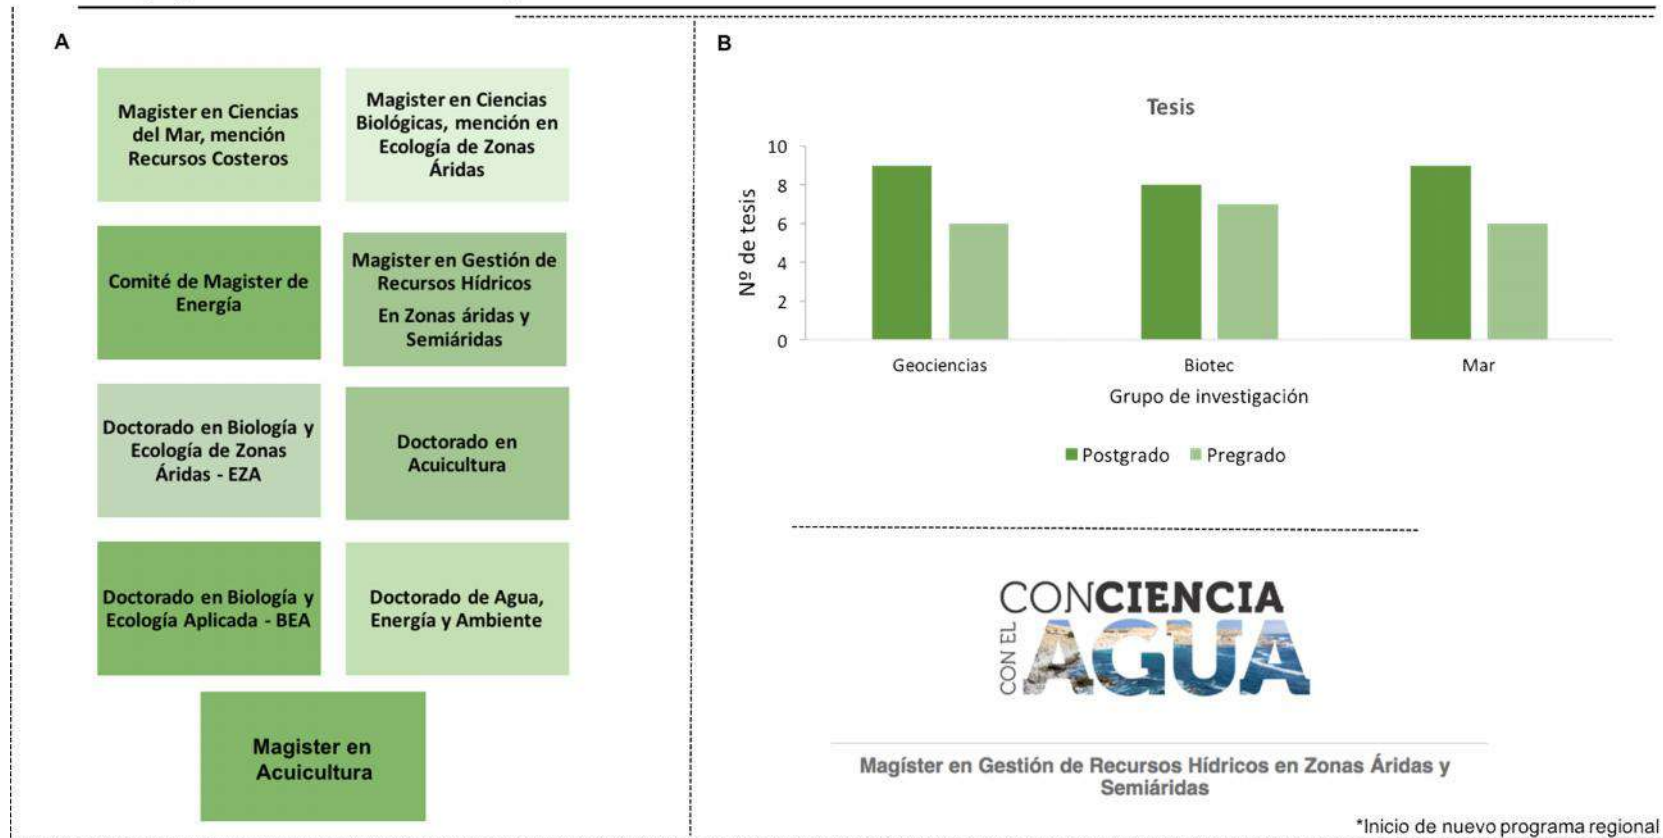 A
Magister en Ciencias
del Mar, mención
Recursos Costeros
Magister en Ciencias
Biológicas, mención en
Ecología de Zonas
Áridas
Comité de Magister de
Energía
Magister en Gestión de
Recursos Hídricos
En Zonas áridas y
Semiáridas
Doctorado en Biología y
Ecología de Zonas
Áridas - EZA
Doctorado en
Acuicultura
Doctorado en Biología y
Ecología Aplicada - BEA
Doctorado de Agua,
Energía y Ambiente
Magister en
Acuicultura
B
Tesis
Nº de tesis
10
8
6
4
2
0
Geociencias
Biotec
Mar
Grupo de investigación
Postgrado
Pregrado
CONCIENCIA
CON EL
AGUA
Magíster en Gestión de Recursos Hídricos en Zonas Áridas y
Semiáridas
*Inicio de nuevo programa regional